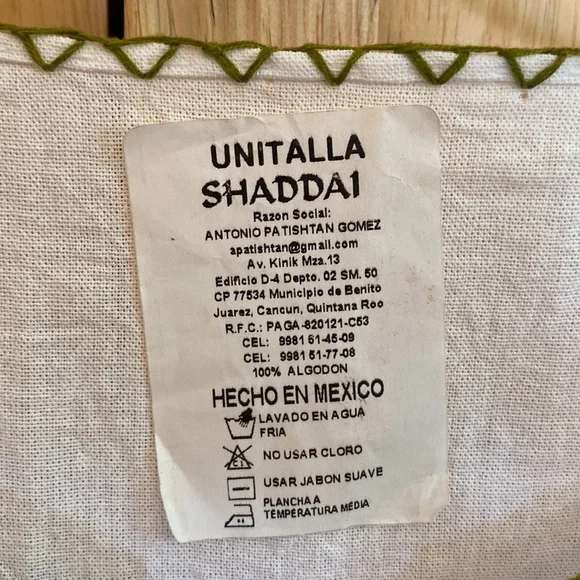 UNITALLA
SHADDAI
Razon Social:
ANTONIO PATISHTAN GOMEZ
apatishtan@gmail.com
Av. Kinik Mza.13
Edificio D-4 Depto. 02 SM. 50
CP 77534 Municipio de Benito
Juarez, Cancun, Quintana Roo
R.F.C.: PAGA-820121-C53
CEL: 9981 51-45-09
CEL: 9981 51-77-08
100% ALGODON
HECHO EN MEXICO
LAVADO EN AGUA
FRIA
CL
NO USAR CLORO
USAR JABON SUAVE
PLANCHA A
TEMPERATURA MEDIA